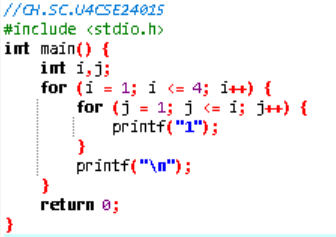 //CH.SC.U4CSE24015
#include <stdio.h>
int main() {
    int i,j;
    for (i = 1; i <= 4; i++) {
        for (j = 1; j <= i; j++) {
            printf("1");
        }
        printf("\n");
    }
    return 0;
}